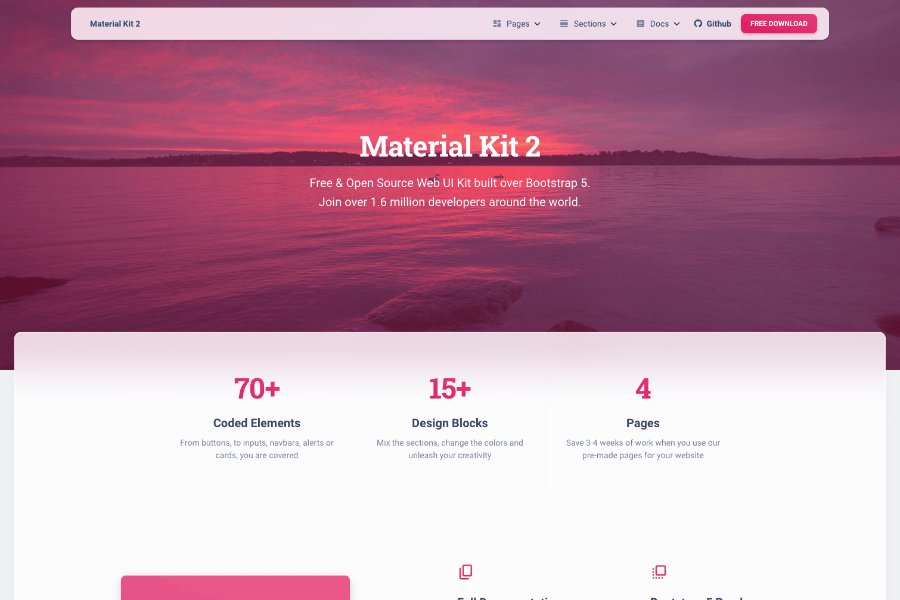 Material Kit 2
Pages
Sections
Docs
Github
FREE DOWNLOAD
Material Kit 2
Free & Open Source Web UI Kit built over Bootstrap 5.
Join over 1.6 million developers around the world.
70+
15+
4
Coded Elements
Design Blocks
Pages
From buttons, to inputs, navbars, alerts or
cards, you are covered
Mix the sections, change the colors and
unleash your creativity
Save 3-4 weeks of work when you use our
pre-made pages for your website